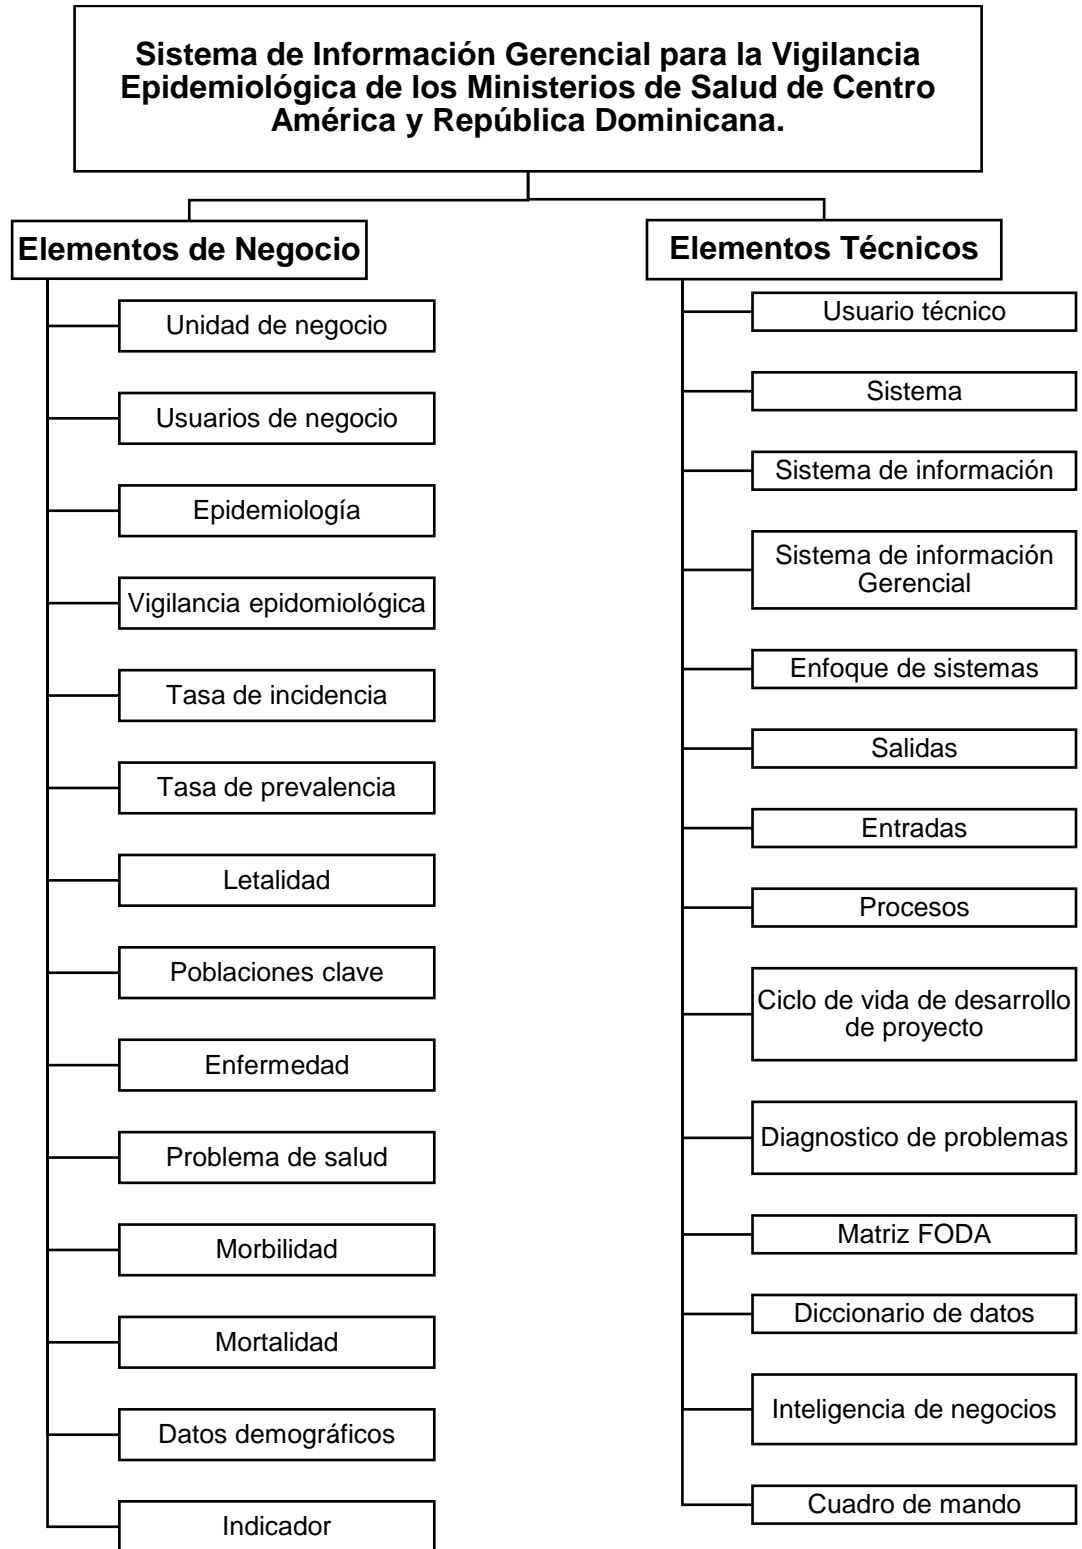 Sistema de Información Gerencial para la Vigilancia
Epidemiológica de los Ministerios de Salud de Centro
América y República Dominicana.
Elementos de Negocio
Unidad de negocio
Usuarios de negocio
Epidemiología
Vigilancia epidomiológica
Tasa de incidencia
Tasa de prevalencia
Letalidad
Poblaciones clave
Enfermedad
Problema de salud
Morbilidad
Mortalidad
Datos demográficos
Indicador
Elementos Técnicos
Usuario técnico
Sistema
Sistema de información
Sistema de información
Gerencial
Enfoque de sistemas
Salidas
Entradas
Procesos
Ciclo de vida de desarrollo
de proyecto
Diagnostico de problemas
Matriz FODA
Diccionario de datos
Inteligencia de negocios
Cuadro de mando